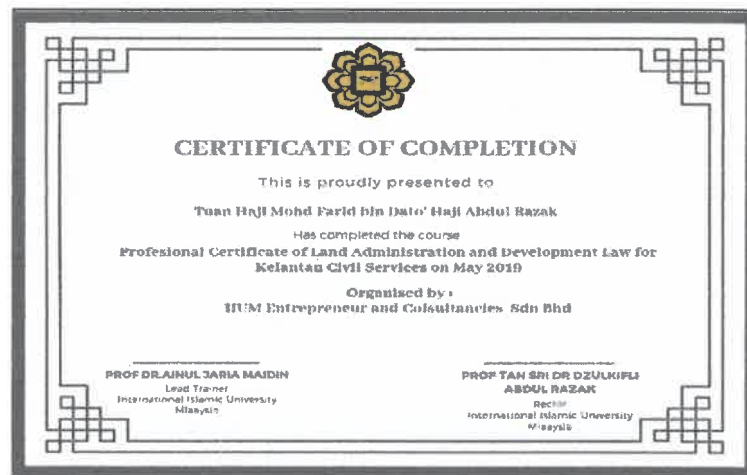 CERTIFICATE OF COMPLETION
This is proudly presented to
Tuan Haji Mohd Farid bin Dato' Haji Abdul Razak
Has completed the course
Profesional Certificate of Land Administration and Development Law for
Kelantan Civil Services on May 2019
Organised by :
IIUM Entrepreneur and Colsultancies Sdn Bhd
PROF DR.AINUL JARIA MAIDIN
Lead Trainer
International Islamic University
Mlaaysia
PROF TAN SRI DR DZULKIFLI
ABDUL RAZAK
Rector
International Islamic University
Mlaaysia